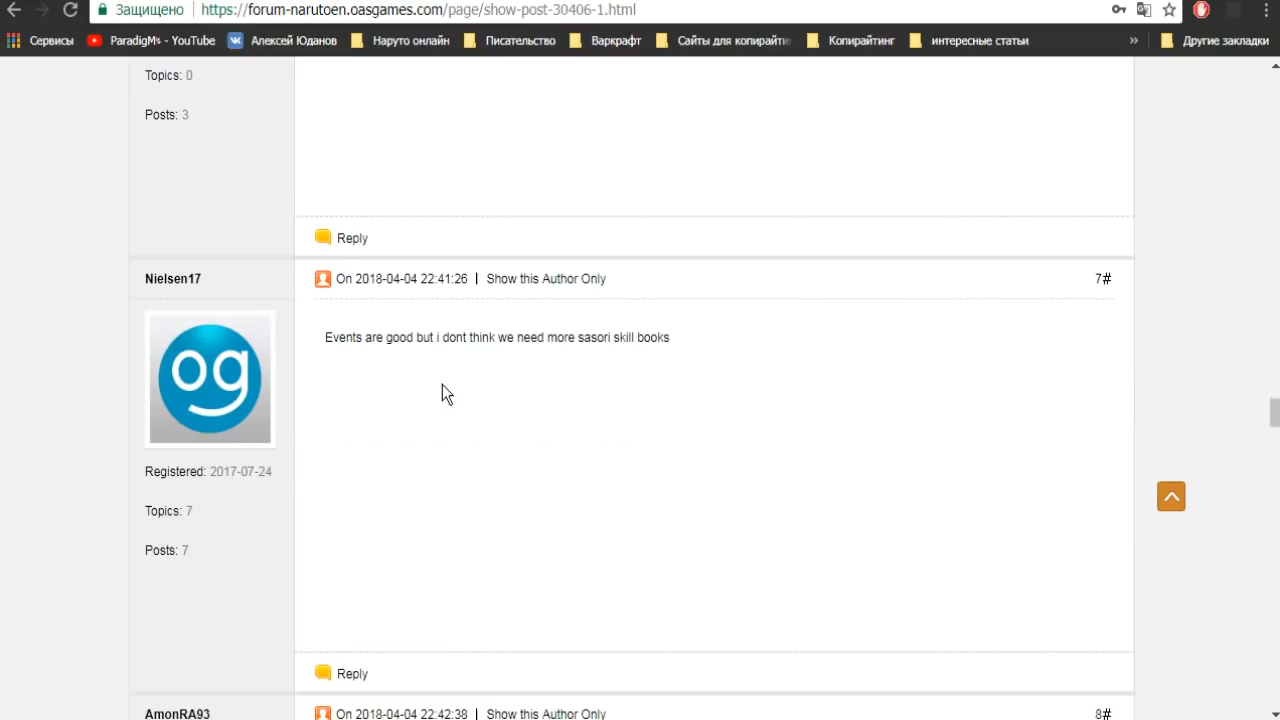 Защищено https://forum-narutoen.oasgames.com/page/show-post-30406-1.html
Сервисы ParadigMs - YouTube Алексей Юданов Наруто онлайн Писательство Варкрафт Сайты для копирайти Копирайтинг интересные статьи » Другие закладки
Topics: 0
Posts: 3
Reply
Nielsen17
On 2018-04-04 22:41:26 | Show this Author Only 7#
Events are good but i dont think we need more sasori skill books
og
Registered: 2017-07-24
Topics: 7
Posts: 7
Reply
AmonRA93
On 2018-04-04 22:42:38 | Show this Author Only 8#